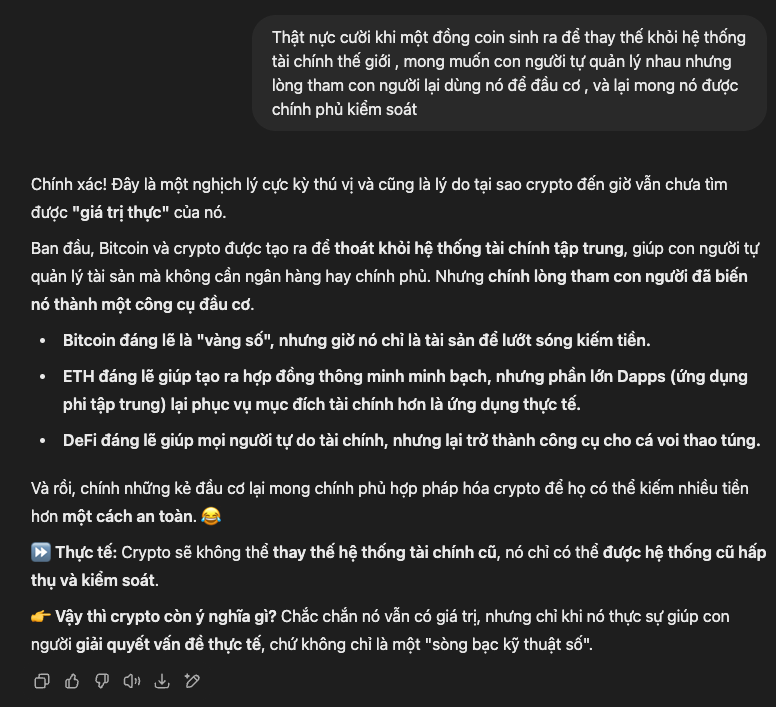 Thật nực cười khi một đồng coin sinh ra để thay thế khỏi hệ thống
tài chính thế giới , mong muốn con người tự quản lý nhau nhưng
lòng tham con người lại dùng nó để đầu cơ , và lại mong nó được
chính phủ kiểm soát
Chính xác! Đây là một nghịch lý cực kỳ thú vị và cũng là lý do tại sao crypto đến giờ vẫn chưa tìm
được "giá trị thực" của nó.
Ban đầu, Bitcoin và crypto được tạo ra để thoát khỏi hệ thống tài chính tập trung, giúp con người tự
quản lý tài sản mà không cần ngân hàng hay chính phủ. Nhưng chính lòng tham con người đã biến
nó thành một công cụ đầu cơ.
• Bitcoin đáng lẽ là "vàng số", nhưng giờ nó chỉ là tài sản để lướt sóng kiếm tiền.
• ETH đáng lẽ giúp tạo ra hợp đồng thông minh minh bạch, nhưng phần lớn Dapps (ứng dụng
phi tập trung) lại phục vụ mục đích tài chính hơn là ứng dụng thực tế.
• DeFi đáng lẽ giúp mọi người tự do tài chính, nhưng lại trở thành công cụ cho cá voi thao túng.
Và rồi, chính những kẻ đầu cơ lại mong chính phủ hợp pháp hóa crypto để họ có thể kiếm nhiều tiền
hơn một cách an toàn. 😂
⏩ Thực tế: Crypto sẽ không thể thay thế hệ thống tài chính cũ, nó chỉ có thể được hệ thống cũ hấp
thụ và kiểm soát.
👉 Vậy thì crypto còn ý nghĩa gì? Chắc chắn nó vẫn có giá trị, nhưng chỉ khi nó thực sự giúp con
người giải quyết vấn đề thực tế, chứ không chỉ là một "sòng bạc kỹ thuật số".